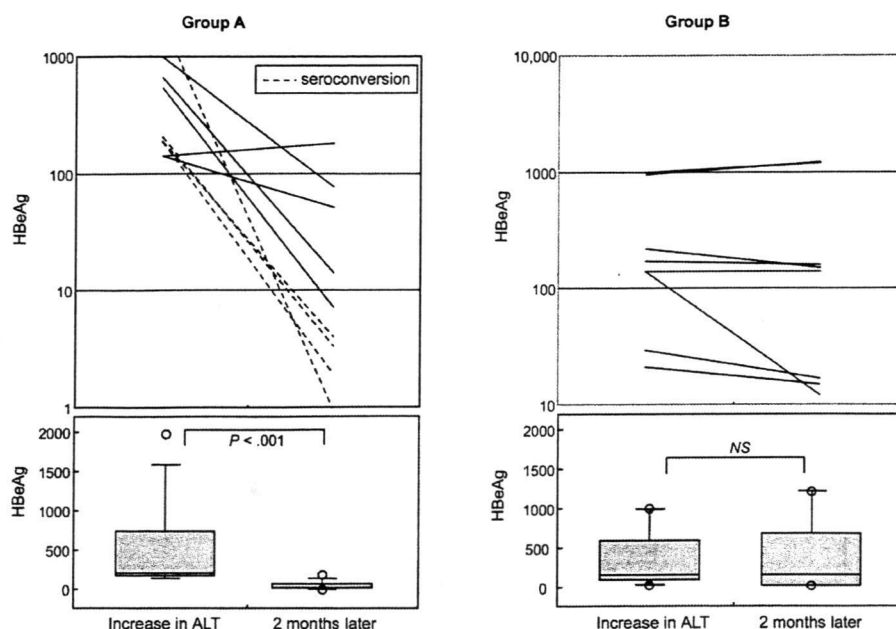 Group A
1000
100
10
1
HBeAg
seroconversion
2000
1500
1000
500
0
HBeAg
P < .001
Increase in ALT
2 months later
Group B
10,000
1000
100
10
HBeAg
2000
1500
1000
500
0
HBeAg
NS
Increase in ALT
2 months later